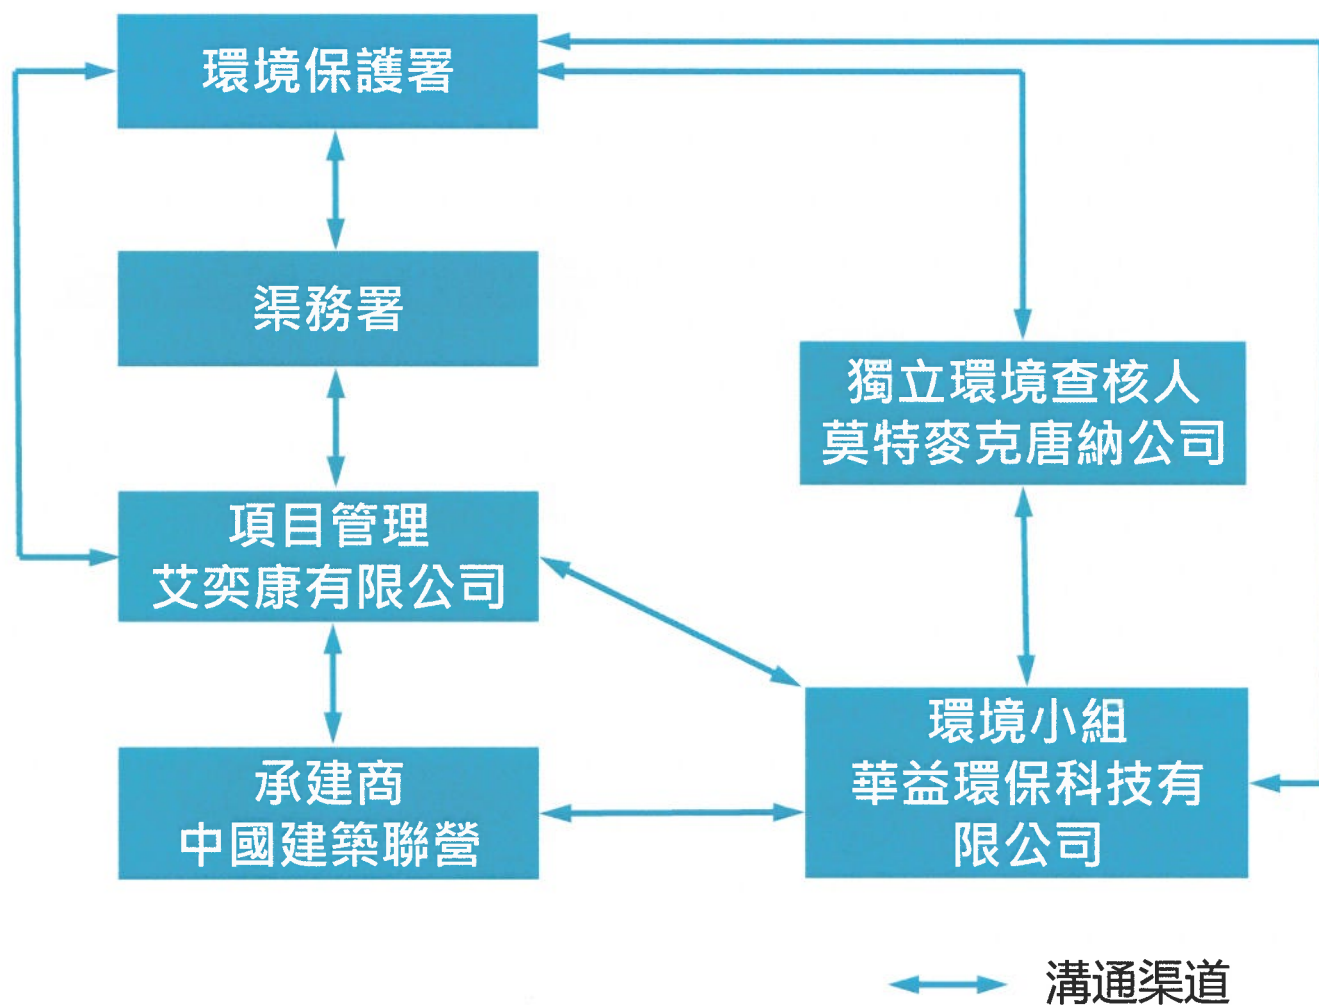 環境保護署
渠務署
獨立環境查核人
莫特麥克唐納公司
項目管理
艾奕康有限公司
環境小組
華益環保科技有
限公司
承建商
中國建築聯營
溝通渠道